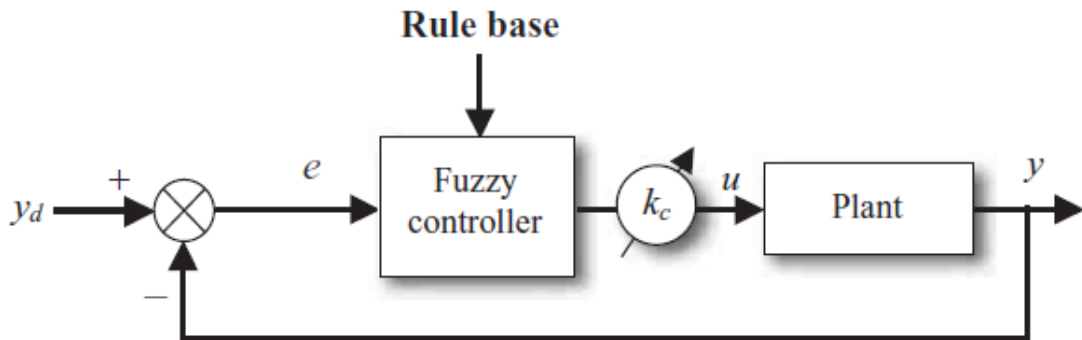 Rule base
+
e
Fuzzy
controller
k_c
u
Plant
y
y_d
−